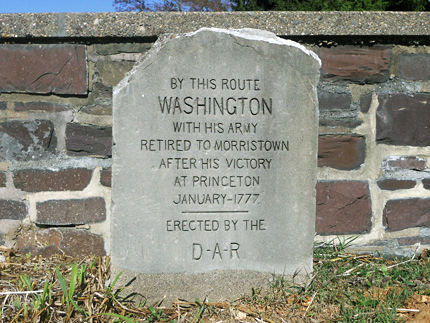 BY THIS ROUTE
WASHINGTON
WITH HIS ARMY
RETIRED TO MORRISTOWN
AFTER HIS VICTORY
AT PRINCETON
JANUARY-1777
ERECTED BY THE
D-A-R